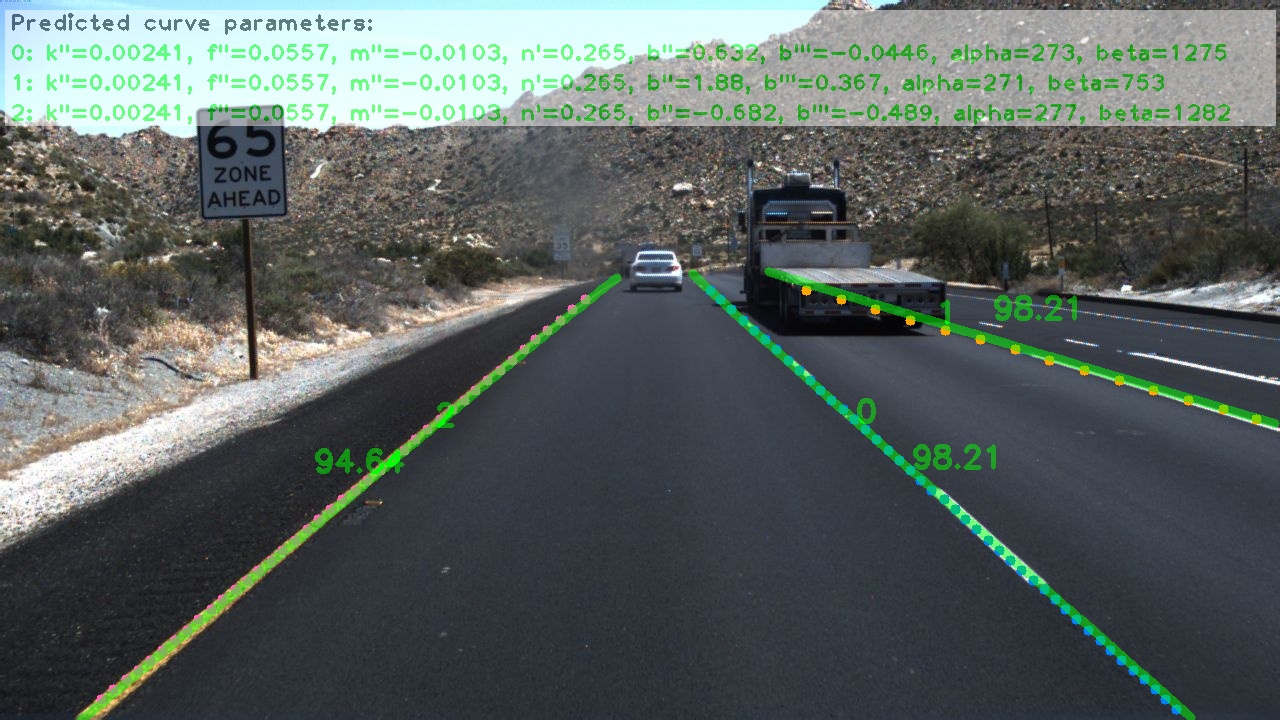 Predicted curve parameters:
0: k''=0.00241, f''=0.0557, m''=-0.0103, n'=0.265, b''=0.632, b'''=-0.0446, alpha=273, beta=1275
1: k''=0.00241, f''=0.0557, m''=-0.0103, n'=0.265, b''=1.88, b'''=0.367, alpha=271, beta=753
2: k''=0.00241, f''=0.0557, m''=-0.0103, n'=0.265, b''=-0.682, b'''=-0.489, alpha=277, beta=1282
65
ZONE
AHEAD
35
1
98.21
2
0
94.64
98.21